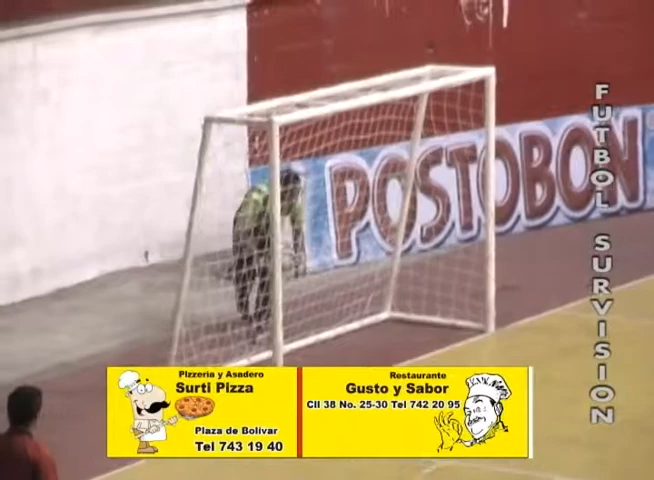 POSTOBON
FUTBOL SURVISION
Pizzeria y Asadero
Surti Pizza
Plaza de Bolivar
Tel 743 19 40
Restaurante
Gusto y Sabor
Cll 38 No. 25-30 Tel 742 20 95